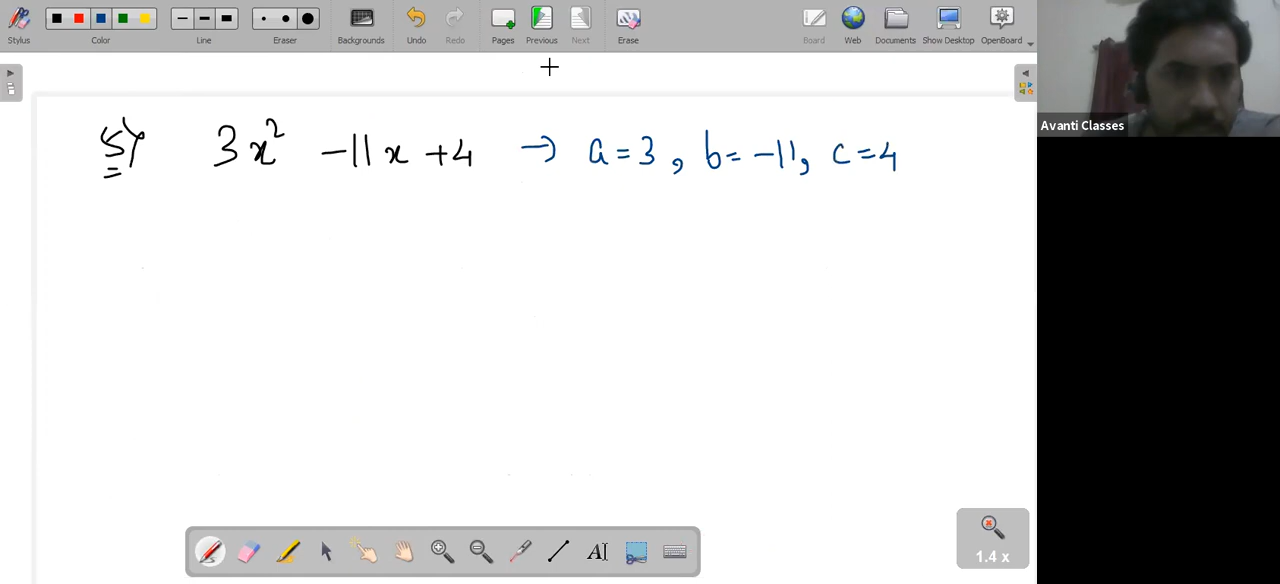 Stylus Color Line Eraser Backgrounds Undo Redo Pages Previous Next Erase Board Web Documents Show Desktop OpenBoard
Avanti Classes
5) 3x² -11x +4 → a = 3, b = -11, c = 4
AI
1.4 x